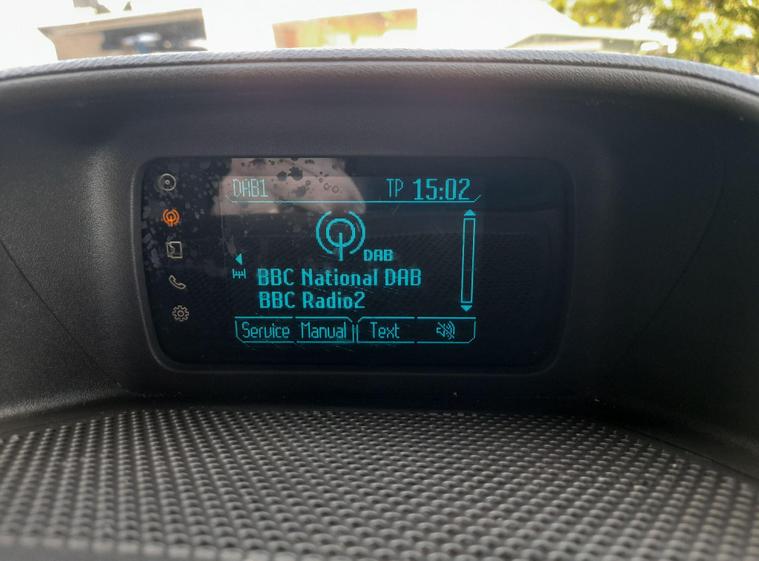 DAB1 TP 15:02
DAB
BBC National DAB
BBC Radio2
Service Manual Text